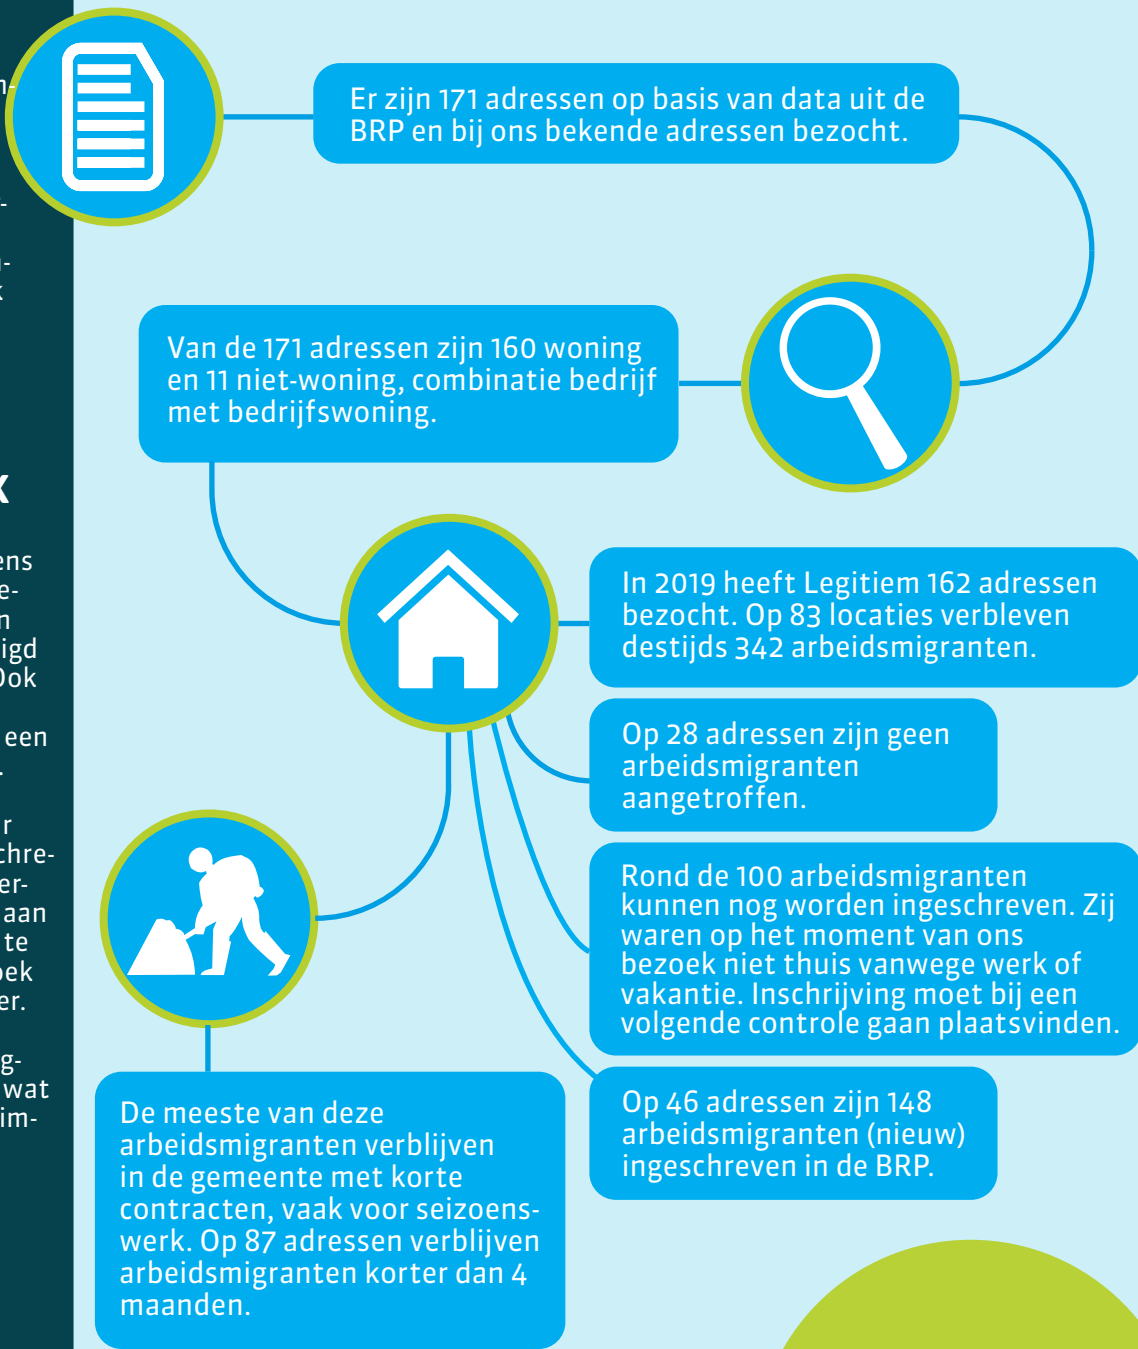 Er zijn 171 adressen op basis van data uit de
BRP en bij ons bekende adressen bezocht.
Van de 171 adressen zijn 160 woning
en 11 niet-woning, combinatie bedrijf
met bedrijfswoning.
In 2019 heeft Legitiem 162 adressen
bezocht. Op 83 locaties verbleven
destijds 342 arbeidsmigranten.
Op 28 adressen zijn geen
arbeidsmigranten
aangetroffen.
Rond de 100 arbeidsmigranten
kunnen nog worden ingeschreven. Zij
waren op het moment van ons
bezoek niet thuis vanwege werk of
vakantie. Inschrijving moet bij een
volgende controle gaan plaatsvinden.
Op 46 adressen zijn 148
arbeidsmigranten (nieuw)
ingeschreven in de BRP.
De meeste van deze
arbeidsmigranten verblijven
in de gemeente met korte
contracten, vaak voor seizoens-
werk. Op 87 adressen verblijven
arbeidsmigranten korter dan 4
maanden.
Ook
een
aan
te
wat